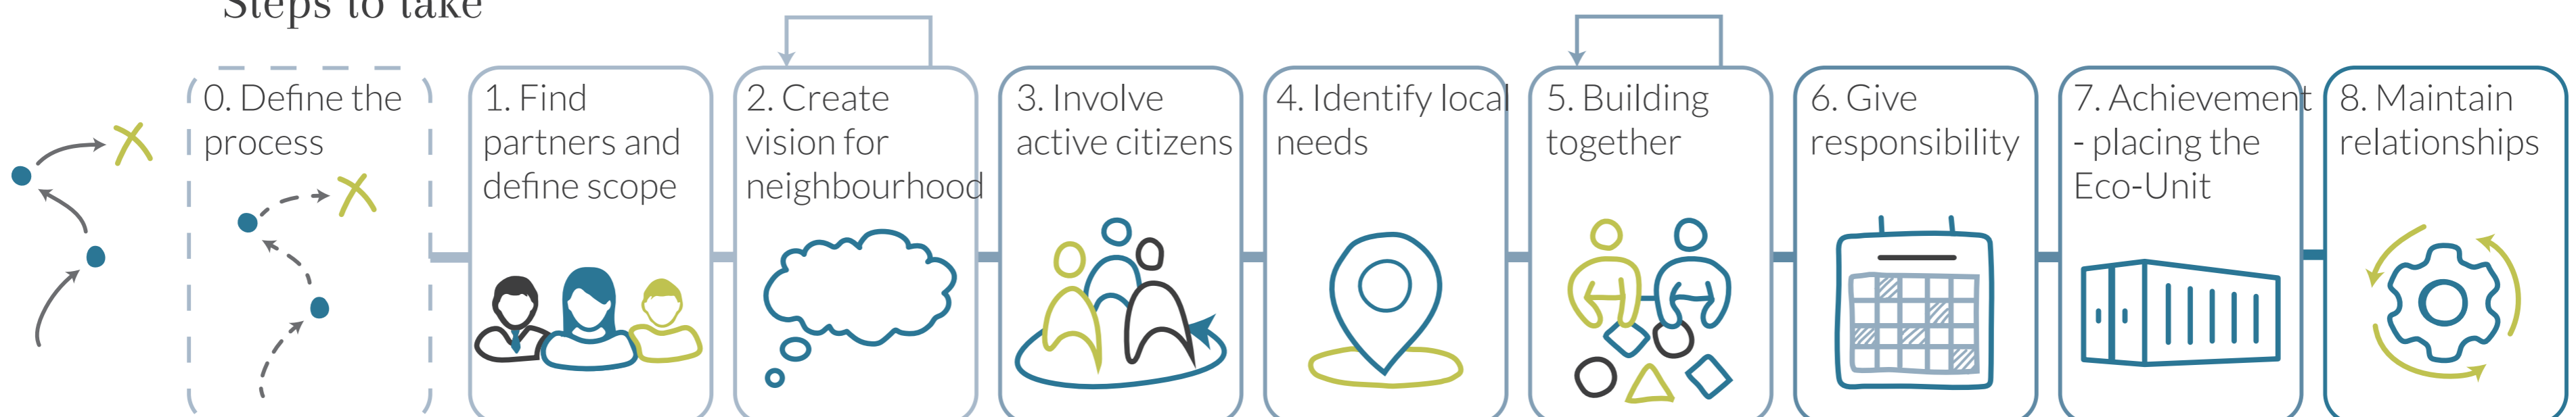 Steps to take
0. Define the
process
1. Find
partners and
define scope
2. Create
vision for
neighbourhood
3. Involve
active citizens
4. Identify local
needs
5. Building
together
6. Give
responsibility
7. Achievement
- placing the
Eco-Unit
8. Maintain
relationships